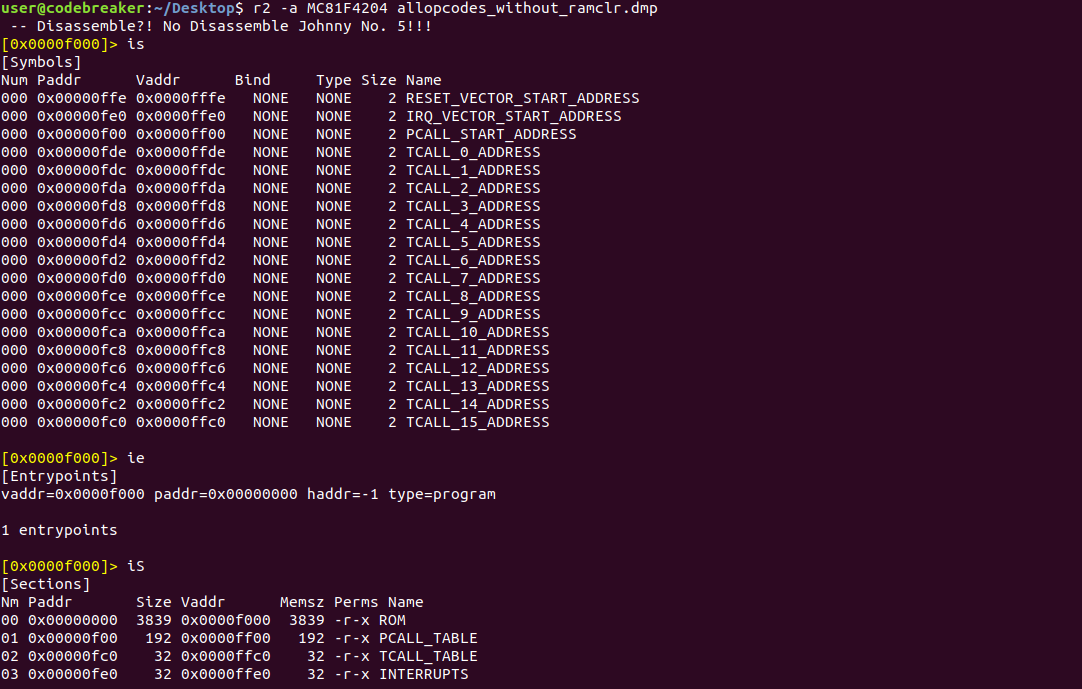 user@codebreaker:~/Desktop$ r2 -a MC81F4204 allopcodes_without_ramclr.dmp
 -- Disassemble?! No Disassemble Johnny No. 5!!!
[0x0000f000]> is
[Symbols]
Num Paddr      Vaddr      Bind     Type Size Name
000 0x00000ffe 0x0000fffe   NONE   NONE    2 RESET_VECTOR_START_ADDRESS
000 0x00000fe0 0x0000ffe0   NONE   NONE    2 IRQ_VECTOR_START_ADDRESS
000 0x00000f00 0x0000ff00   NONE   NONE    2 PCALL_START_ADDRESS
000 0x00000fde 0x0000ffde   NONE   NONE    2 TCALL_0_ADDRESS
000 0x00000fdc 0x0000ffdc   NONE   NONE    2 TCALL_1_ADDRESS
000 0x00000fda 0x0000ffda   NONE   NONE    2 TCALL_2_ADDRESS
000 0x00000fd8 0x0000ffd8   NONE   NONE    2 TCALL_3_ADDRESS
000 0x00000fd6 0x0000ffd6   NONE   NONE    2 TCALL_4_ADDRESS
000 0x00000fd4 0x0000ffd4   NONE   NONE    2 TCALL_5_ADDRESS
000 0x00000fd2 0x0000ffd2   NONE   NONE    2 TCALL_6_ADDRESS
000 0x00000fd0 0x0000ffd0   NONE   NONE    2 TCALL_7_ADDRESS
000 0x00000fce 0x0000ffce   NONE   NONE    2 TCALL_8_ADDRESS
000 0x00000fcc 0x0000ffcc   NONE   NONE    2 TCALL_9_ADDRESS
000 0x00000fca 0x0000ffca   NONE   NONE    2 TCALL_10_ADDRESS
000 0x00000fc8 0x0000ffc8   NONE   NONE    2 TCALL_11_ADDRESS
000 0x00000fc6 0x0000ffc6   NONE   NONE    2 TCALL_12_ADDRESS
000 0x00000fc4 0x0000ffc4   NONE   NONE    2 TCALL_13_ADDRESS
000 0x00000fc2 0x0000ffc2   NONE   NONE    2 TCALL_14_ADDRESS
000 0x00000fc0 0x0000ffc0   NONE   NONE    2 TCALL_15_ADDRESS
[0x0000f000]> ie
[Entrypoints]
vaddr=0x0000f000 paddr=0x00000000 haddr=-1 type=program
1 entrypoints
[0x0000f000]> iS
[Sections]
Nm Paddr       Size Vaddr      Memsz Perms Name
00 0x00000000  3839 0x0000f000  3839 -r-x ROM
01 0x00000f00   192 0x0000ff00   192 -r-x PCALL_TABLE
02 0x00000fc0    32 0x0000ffc0    32 -r-x TCALL_TABLE
03 0x00000fe0    32 0x0000ffe0    32 -r-x INTERRUPTS